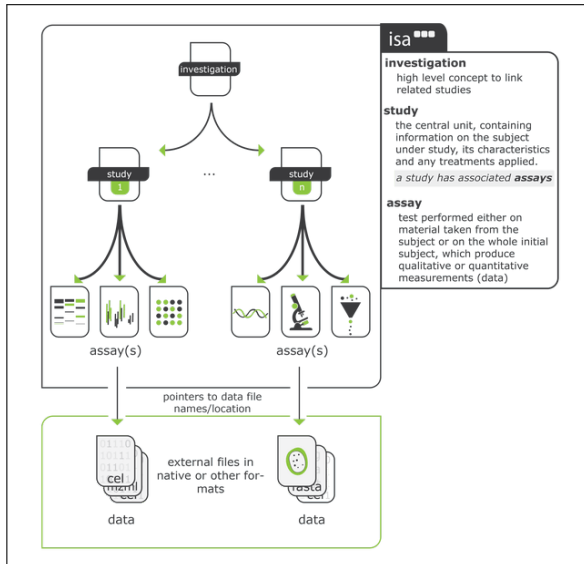 isa
investigation
high level concept to link
related studies
study
the central unit, containing
information on the subject
under study, its characteristics
and any treatments applied.
a study has associated assays
assay
test performed either on
material taken from the
subject or on the whole initial
subject, which produce
qualitative or quantitative
measurements (data)
investigation
study
1
...
study
n
assay(s)
assay(s)
pointers to data file
names/location
external files in
native or other for-
mats
cel
mzml
data
fasta
data